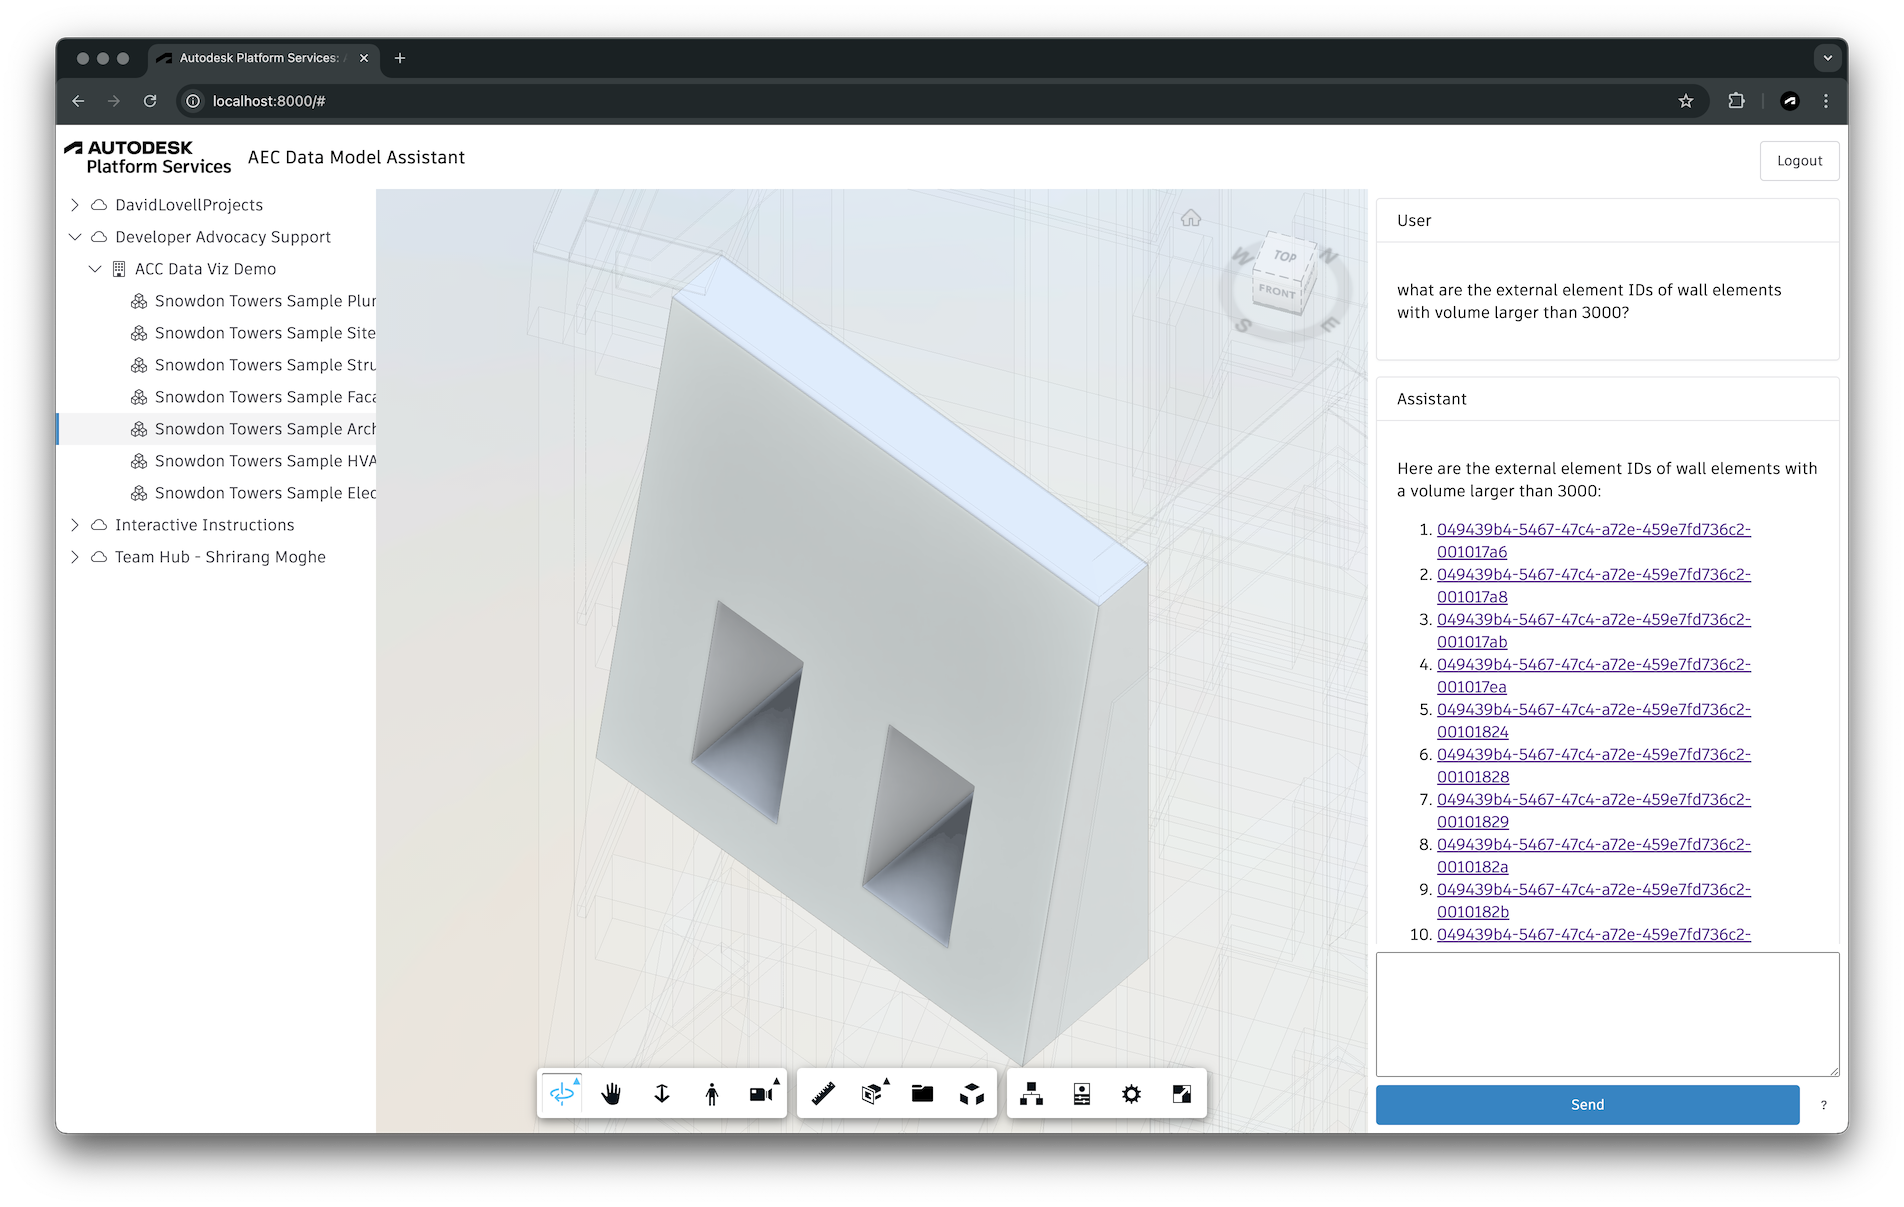 Autodesk Platform Services: A
localhost:8000/#
AUTODESK
Platform Services
AEC Data Model Assistant
Logout
DavidLovellProjects
Developer Advocacy Support
ACC Data Viz Demo
Snowdon Towers Sample Plu
Snowdon Towers Sample Site
Snowdon Towers Sample Stru
Snowdon Towers Sample Faca
Snowdon Towers Sample Arch
Snowdon Towers Sample HVA
Snowdon Towers Sample Elec
Interactive Instructions
Team Hub - Shrirang Moghe
W
TOP
N
FRONT
S
E
User
what are the external element IDs of wall elements
with volume larger than 3000?
Assistant
Here are the external element IDs of wall elements with
a volume larger than 3000:
1. 049439b4-5467-47c4-a72e-459e7fd736c2-
001017a6
2. 049439b4-5467-47c4-a72e-459e7fd736c2-
001017a8
3. 049439b4-5467-47c4-a72e-459e7fd736c2-
001017ab
4. 049439b4-5467-47c4-a72e-459e7fd736c2-
001017ea
5. 049439b4-5467-47c4-a72e-459e7fd736c2-
00101824
6. 049439b4-5467-47c4-a72e-459e7fd736c2-
00101828
7. 049439b4-5467-47c4-a72e-459e7fd736c2-
00101829
8. 049439b4-5467-47c4-a72e-459e7fd736c2-
0010182a
9. 049439b4-5467-47c4-a72e-459e7fd736c2-
0010182b
10. 049439b4-5467-47c4-a72e-459e7fd736c2-
Send
?